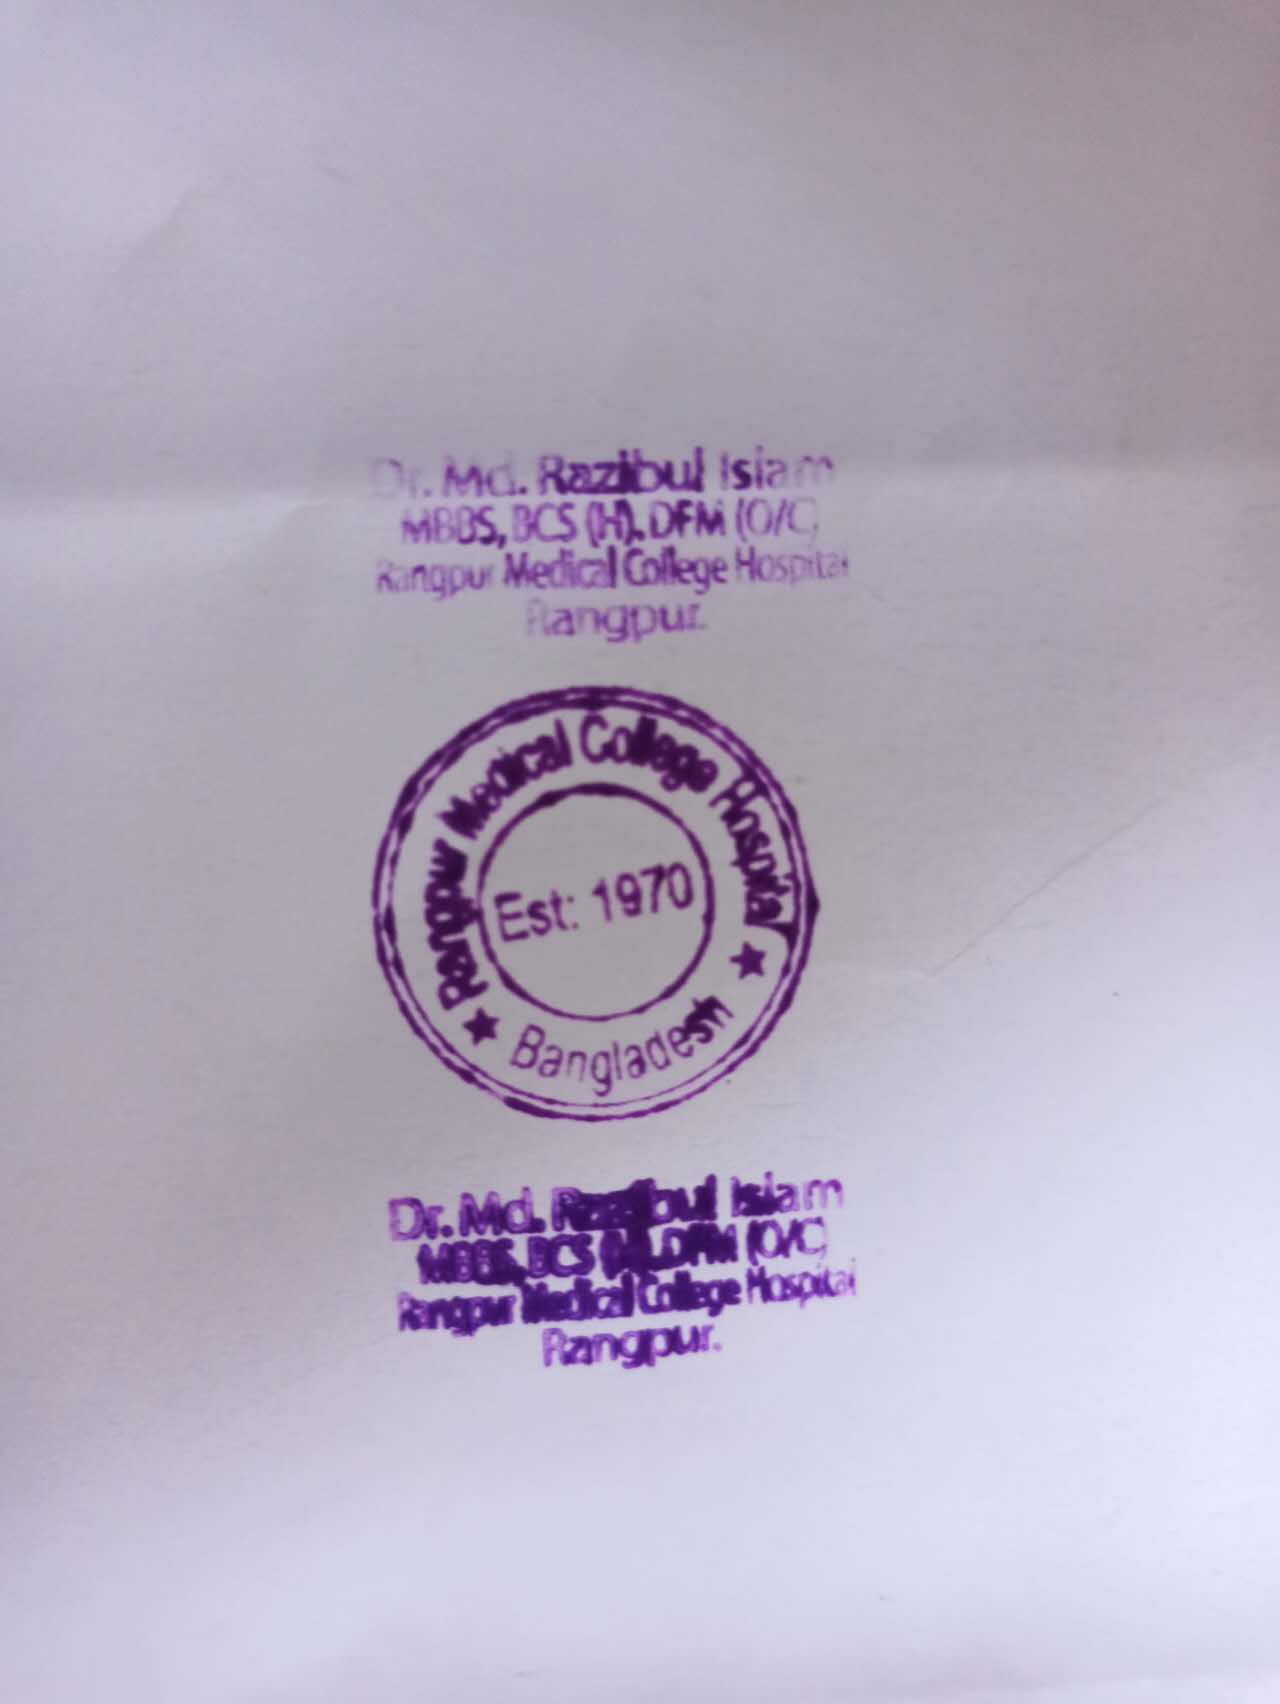 Dr. Md. Razibul Islam
MBBS, BCS (H), DFM (O/C)
Rangpur Medical College Hospital
Rangpur.
Rangpur Medical College Hospital
Est: 1970
★ Bangladesh ★
Dr. Md. Razibul Islam
MBBS, BCS (H), DFM (O/C)
Rangpur Medical College Hospital
Rangpur.